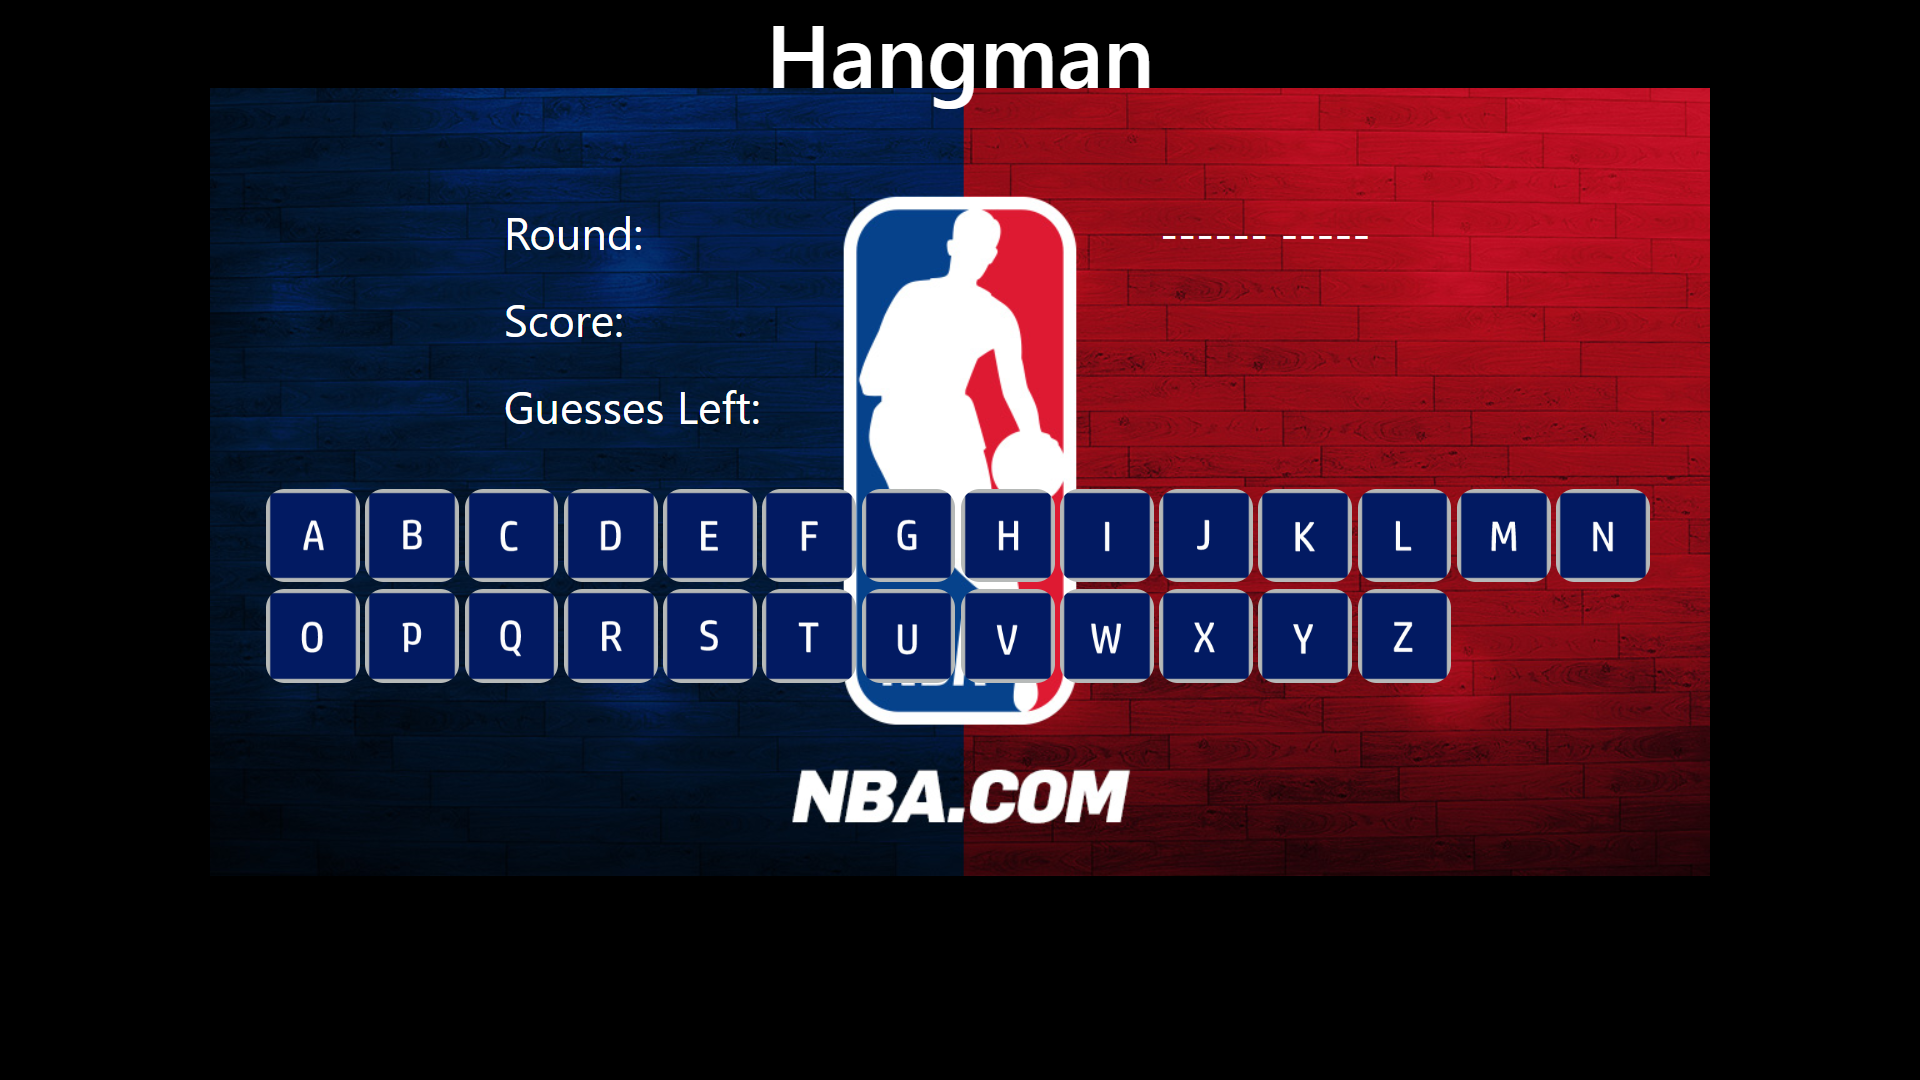 Hangman
Round:
------ -----
Score:
Guesses Left:
A B C D E F G H I J K L M N
O P Q R S T U V W X Y Z
NBA.COM